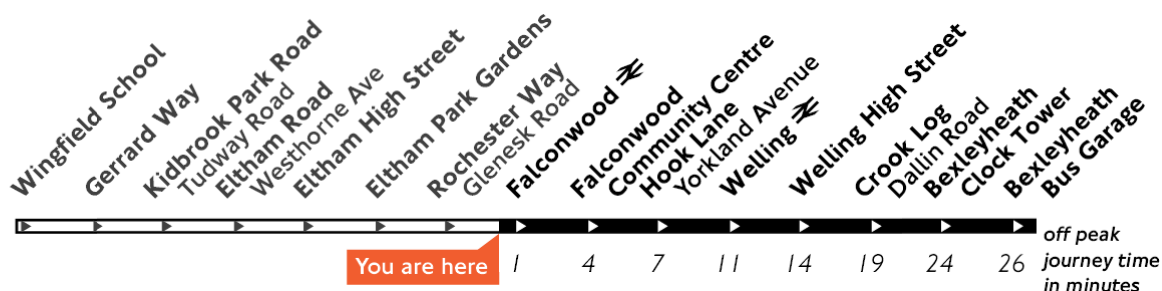 Wingfield School
Gerrard Way
Kidbrook Park Road
Tudway Road
Eltham Road
Westhorne Ave
Eltham High Street
Eltham Park Gardens
Rochester Way
Glenesk Road
Falconwood
Falconwood
Community Centre
Hook Lane
Yorkland Avenue
Welling
Welling High Street
Crook Log
Dallin Road
Bexleyheath
Clock Tower
Bexleyheath
Bus Garage
You are here
1 4 7 11 14 19 24 26
off peak
journey time
in minutes